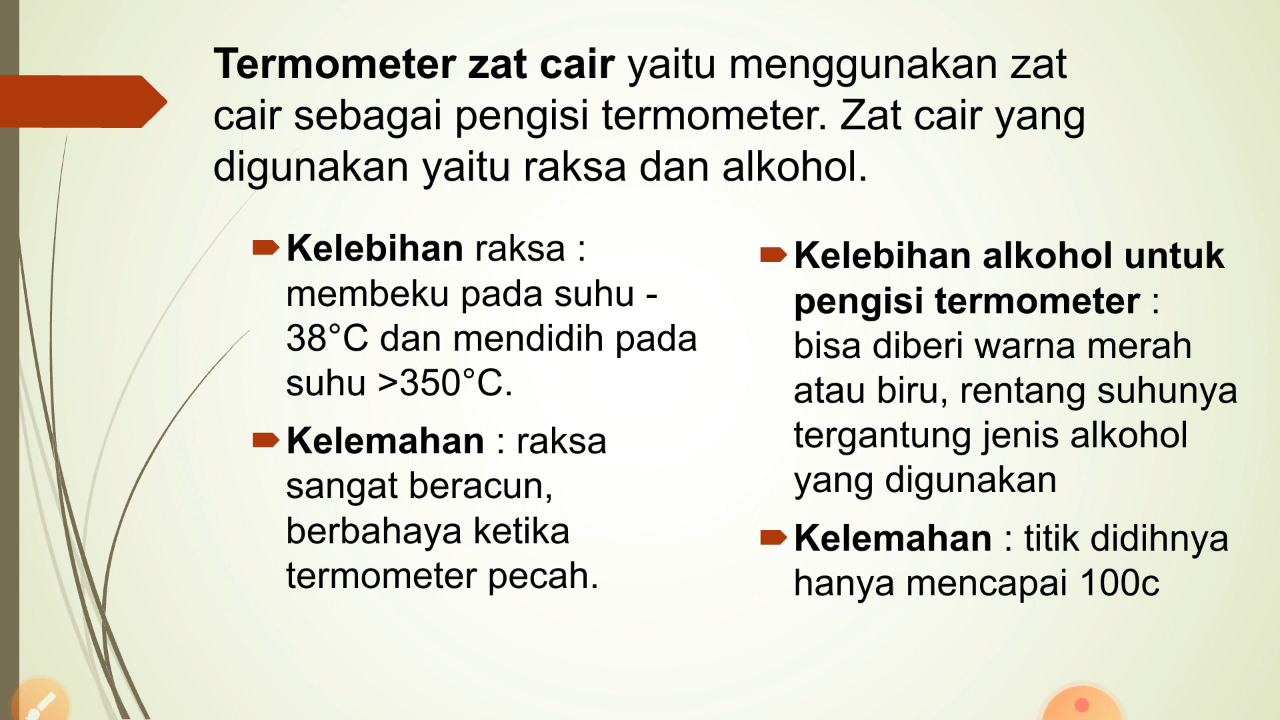 Termometer zat cair yaitu menggunakan zat
cair sebagai pengisi termometer. Zat cair yang
digunakan yaitu raksa dan alkohol.
Kelebihan raksa :
membeku pada suhu -
38°C dan mendidih pada
suhu >350°C.
Kelemahan : raksa
sangat beracun,
berbahaya ketika
termometer pecah.
Kelebihan alkohol untuk
pengisi termometer :
bisa diberi warna merah
atau biru, rentang suhunya
tergantung jenis alkohol
yang digunakan
Kelemahan : titik didihnya
hanya mencapai 100c